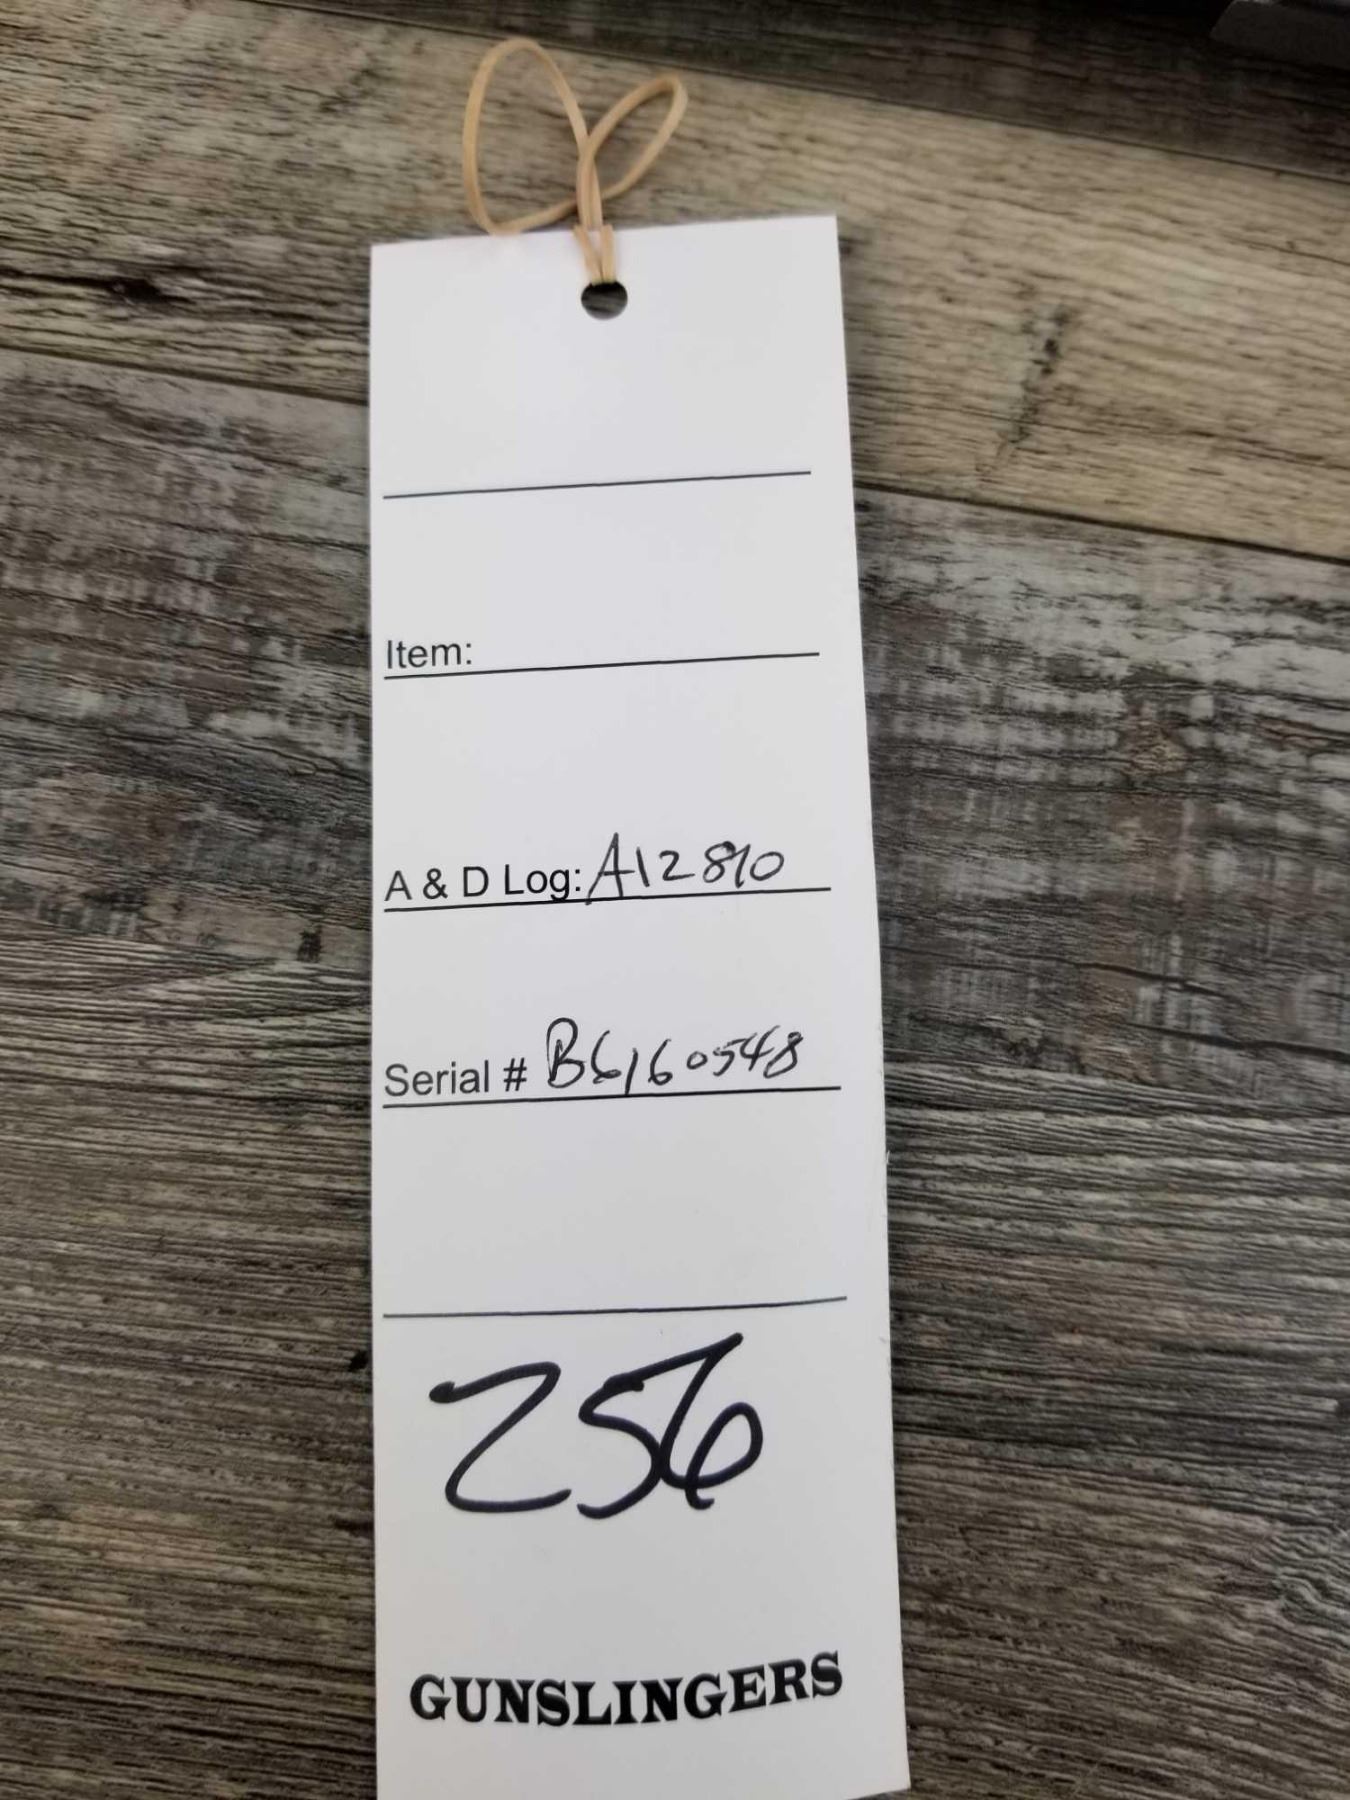 Item:
A & D Log: A12810
Serial # B6160548
256
GUNSLINGERS